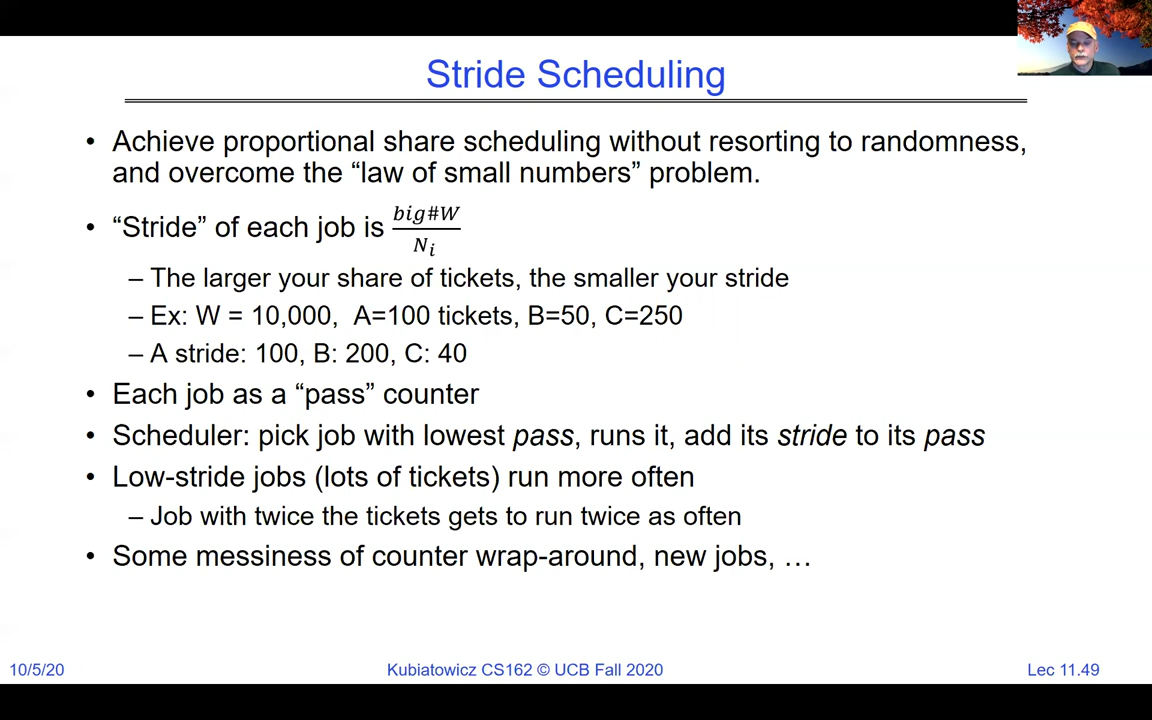 Stride Scheduling
• Achieve proportional share scheduling without resorting to randomness,
and overcome the “law of small numbers” problem.
• “Stride” of each job is big#W / Nᵢ
– The larger your share of tickets, the smaller your stride
– Ex: W = 10,000, A=100 tickets, B=50, C=250
– A stride: 100, B: 200, C: 40
• Each job as a “pass” counter
• Scheduler: pick job with lowest pass, runs it, add its stride to its pass
• Low-stride jobs (lots of tickets) run more often
– Job with twice the tickets gets to run twice as often
• Some messiness of counter wrap-around, new jobs, …
10/5/20 Kubiatowicz CS162 © UCB Fall 2020 Lec 11.49